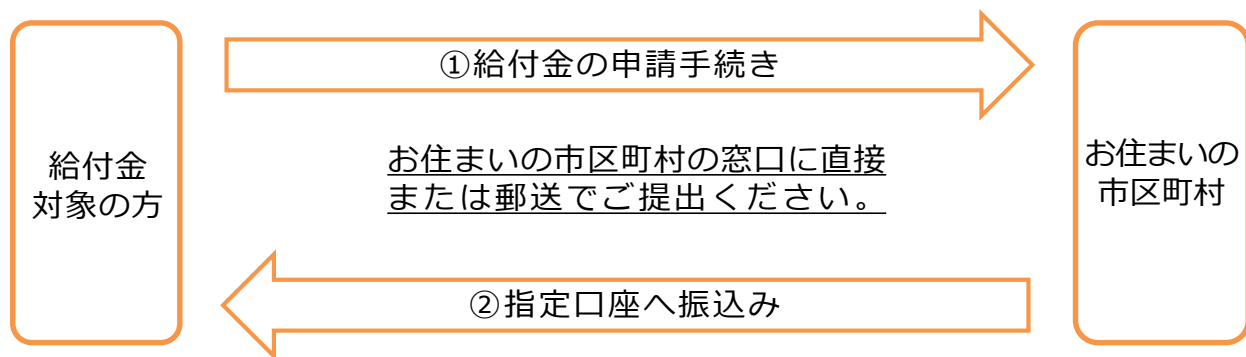 ①給付金の申請手続き
給付金
対象の方
お住まいの市区町村の窓口に直接
または郵送でご提出ください。
お住まいの
市区町村
②指定口座へ振込み